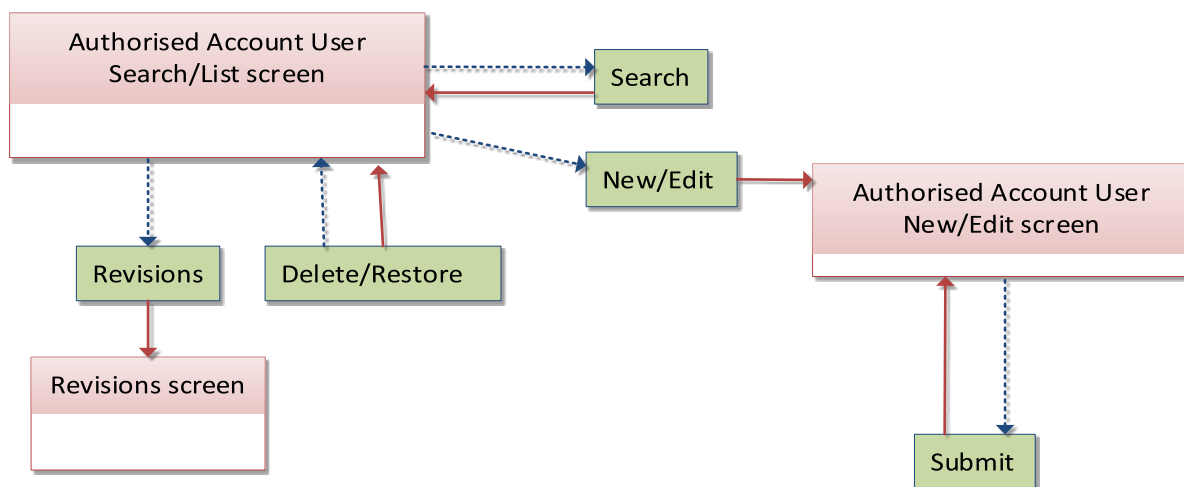 Authorised Account User
Search/List screen
Search
New/Edit
Authorised Account User
New/Edit screen
Revisions
Delete/Restore
Revisions screen
Submit